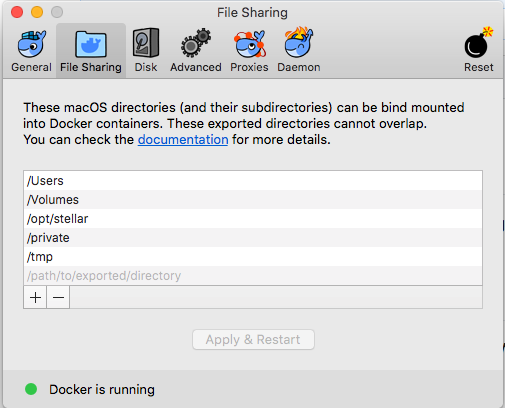 File Sharing
General
File Sharing
Disk
Advanced
Proxies
Daemon
Reset
These macOS directories (and their subdirectories) can be bind mounted
into Docker containers. These exported directories cannot overlap.
You can check the documentation for more details.
/Users
/Volumes
/opt/stellar
/private
/tmp
/path/to/exported/directory
+ −
Apply & Restart
Docker is running